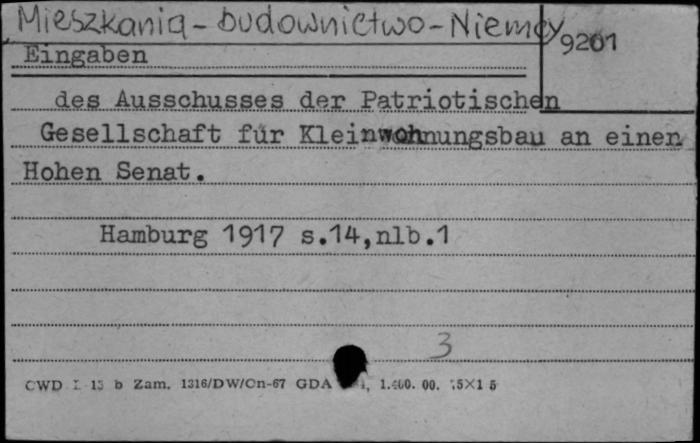 Mieszkania - budownictwo - Niemcy
9201
Eingaben
des Ausschusses der Patriotischen
Gesellschaft für Kleinwohnungsbau an einen
Hohen Senat.
Hamburg 1917 s.14,nlb.1
3
CWD I-13 b Zam. 1316/DW/On-67 GDA